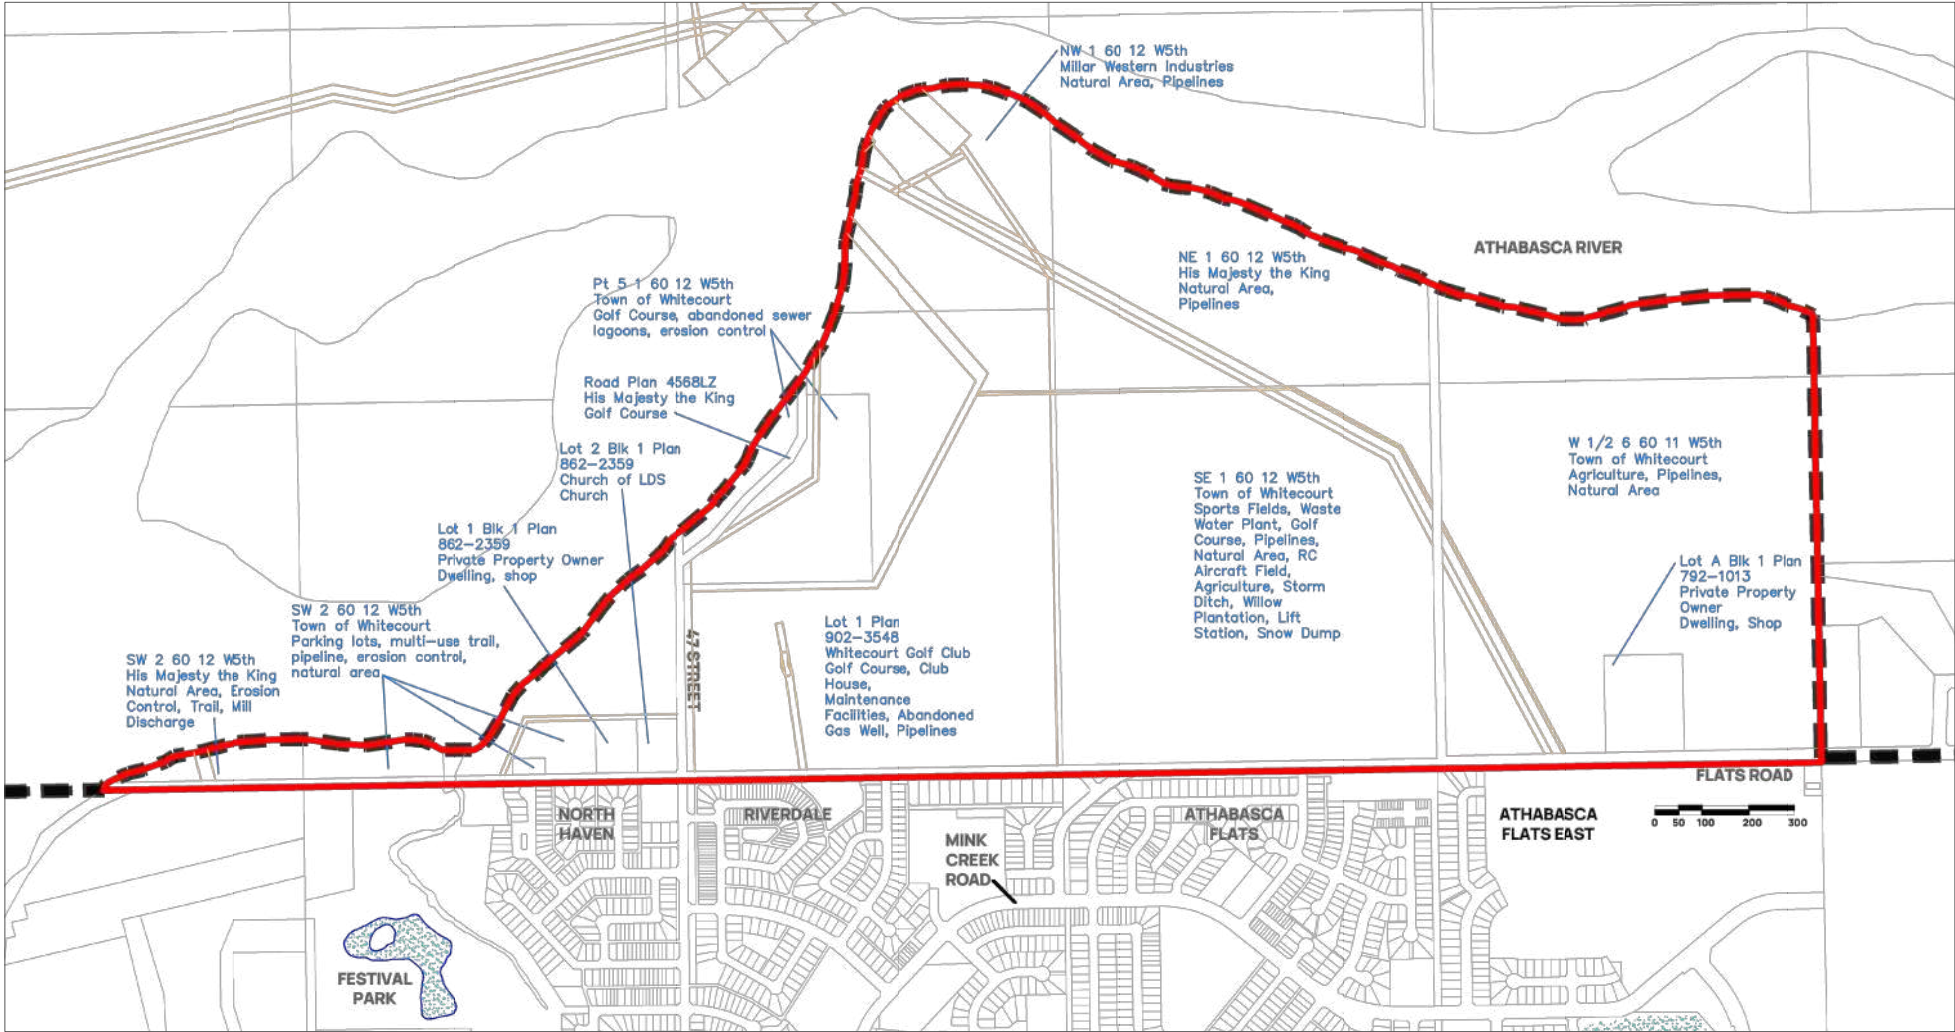 NW 1 60 12 W5th
Millar Western Industries
Natural Area, Pipelines
ATHABASCA RIVER
NE 1 60 12 W5th
His Majesty the King
Natural Area,
Pipelines
Pt 5 1 60 12 W5th
Town of Whitecourt
Golf Course, abandoned sewer
lagoons, erosion control
Road Plan 4568LZ
His Majesty the King
Golf Course
Lot 2 Blk 1 Plan
862-2359
Church of LDS
Church
Lot 1 Blk 1 Plan
862-2359
Private Property Owner
Dwelling, shop
SW 2 60 12 W5th
Town of Whitecourt
Parking lots, multi-use trail,
pipeline, erosion control,
natural area
SW 2 60 12 W5th
His Majesty the King
Natural Area, Erosion
Control, Trail, Mill
Discharge
47 STREET
Lot 1 Plan
902-3548
Whitecourt Golf Club
Golf Course, Club
House,
Maintenance
Facilities, Abandoned
Gas Well, Pipelines
SE 1 60 12 W5th
Town of Whitecourt
Sports Fields, Waste
Water Plant, Golf
Course, Pipelines,
Natural Area, RC
Aircraft Field,
Agriculture, Storm
Ditch, Willow
Plantation, Lift
Station, Snow Dump
W 1/2 6 60 11 W5th
Town of Whitecourt
Agriculture, Pipelines,
Natural Area
Lot A Blk 1 Plan
792-1013
Private Property
Owner
Dwelling, Shop
FLATS ROAD
0 50 100 200 300
NORTH
HAVEN
RIVERDALE
MINK
CREEK
ROAD
ATHABASCA
FLATS
ATHABASCA
FLATS EAST
FESTIVAL
PARK